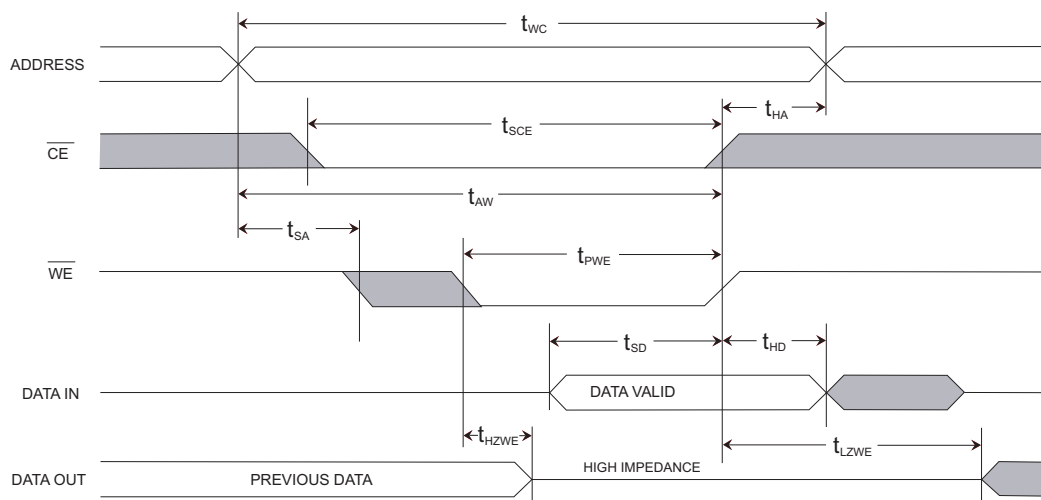 tWC
ADDRESS
tHA
tSCE
CE
tAW
tSA
tPWE
WE
tSD
tHD
DATA IN
DATA VALID
tHZWE
tLZWE
HIGH IMPEDANCE
DATA OUT
PREVIOUS DATA